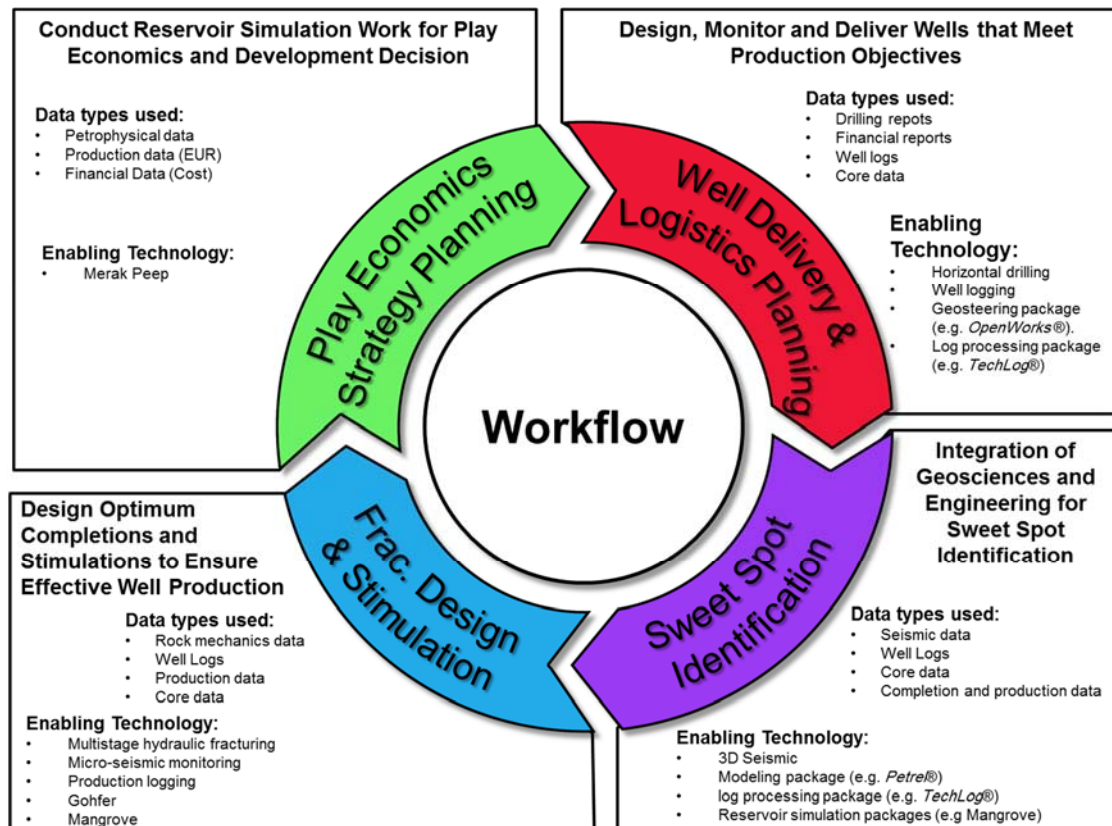 Conduct Reservoir Simulation Work for Play
Economics and Development Decision
Data types used:
• Petrophysical data
• Production data (EUR)
• Financial Data (Cost)
Enabling Technology:
• Merak Peep
Design, Monitor and Deliver Wells that Meet
Production Objectives
Data types used:
• Drilling repots
• Financial reports
• Well logs
• Core data
Enabling
Technology:
• Horizontal drilling
• Well logging
• Geosteering package
(e.g. OpenWorks®).
• Log processing package
(e.g. TechLog®)
Play Economics
Strategy Planning
Well Delivery &
Logistics Planning
Workflow
Frac. Design
& Stimulation
Sweet Spot
Identification
Design Optimum
Completions and
Stimulations to Ensure
Effective Well Production
Data types used:
• Rock mechanics data
• Well Logs
• Production data
• Core data
Enabling Technology:
• Multistage hydraulic fracturing
• Micro-seismic monitoring
• Production logging
• Gohfer
• Mangrove
Integration of
Geosciences and
Engineering for
Sweet Spot
Identification
Data types used:
• Seismic data
• Well Logs
• Core data
• Completion and production data
Enabling Technology:
• 3D Seismic
• Modeling package (e.g. Petrel®)
• log processing package (e.g. TechLog®)
• Reservoir simulation packages (e.g Mangrove)